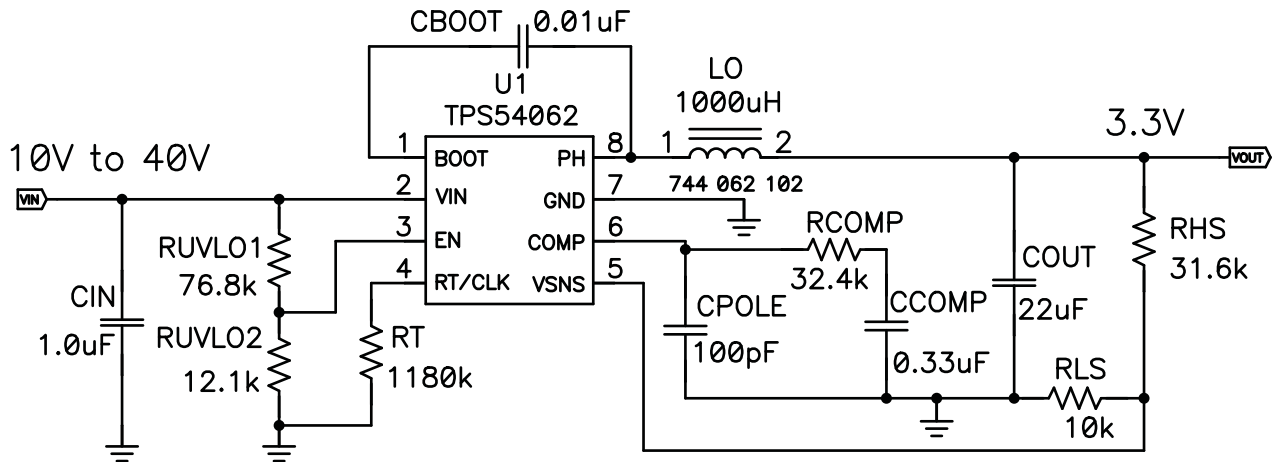 CBOOT 0.01uF
U1
TPS54062
LO
1000uH
3.3V
10V to 40V
1 BOOT PH 8
1 2
VOUT
744 062 102
VIN
2 VIN GND 7
3 EN COMP 6
RCOMP
32.4k
RHS
31.6k
RUVLO1
76.8k
4 RT/CLK VSNS 5
COUT
22uF
CIN
1.0uF
CPOLE
100pF
CCOMP
0.33uF
RUVLO2
12.1k
RT
1180k
RLS
10k